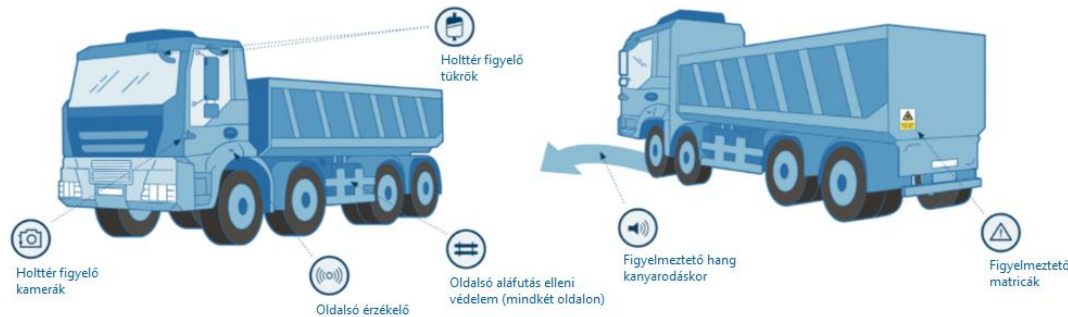 Holttér figyelő
tükrök
Holttér figyelő
kamerák
Oldalsó érzékelő
Oldalsó aláfutás elleni
védelem (mindkét oldalon)
Figyelmeztető hang
kanyarodáskor
Figyelmeztető
matricák